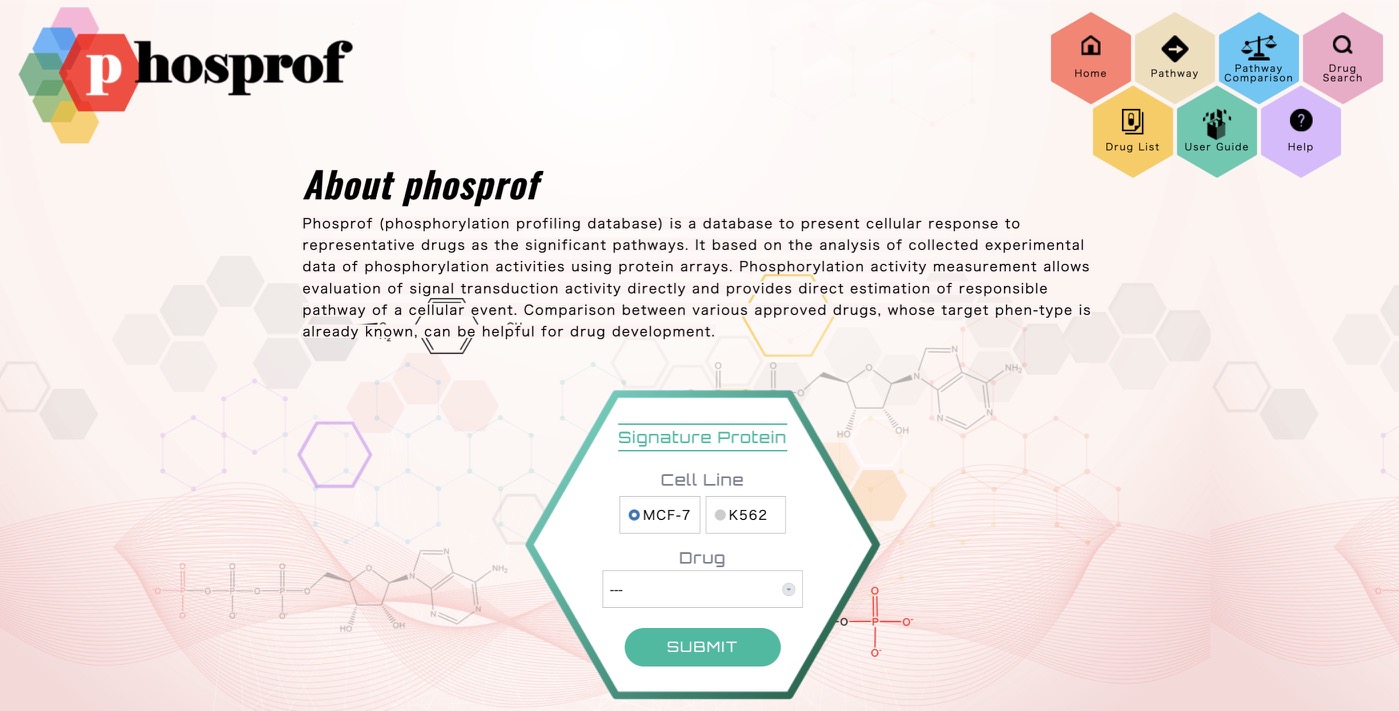 phosprof
Home
Pathway
Pathway
Comparison
Drug
Search
Drug List
User Guide
Help
About phosprof
Phosprof (phosphorylation profiling database) is a database to present cellular response to
representative drugs as the significant pathways. It based on the analysis of collected experimental
data of phosphorylation activities using protein arrays. Phosphorylation activity measurement allows
evaluation of signal transduction activity directly and provides direct estimation of responsible
pathway of a cellular event. Comparison between various approved drugs, whose target phen-type is
already known, can be helpful for drug development.
Signature Protein
Cell Line
MCF-7
K562
Drug
---
SUBMIT